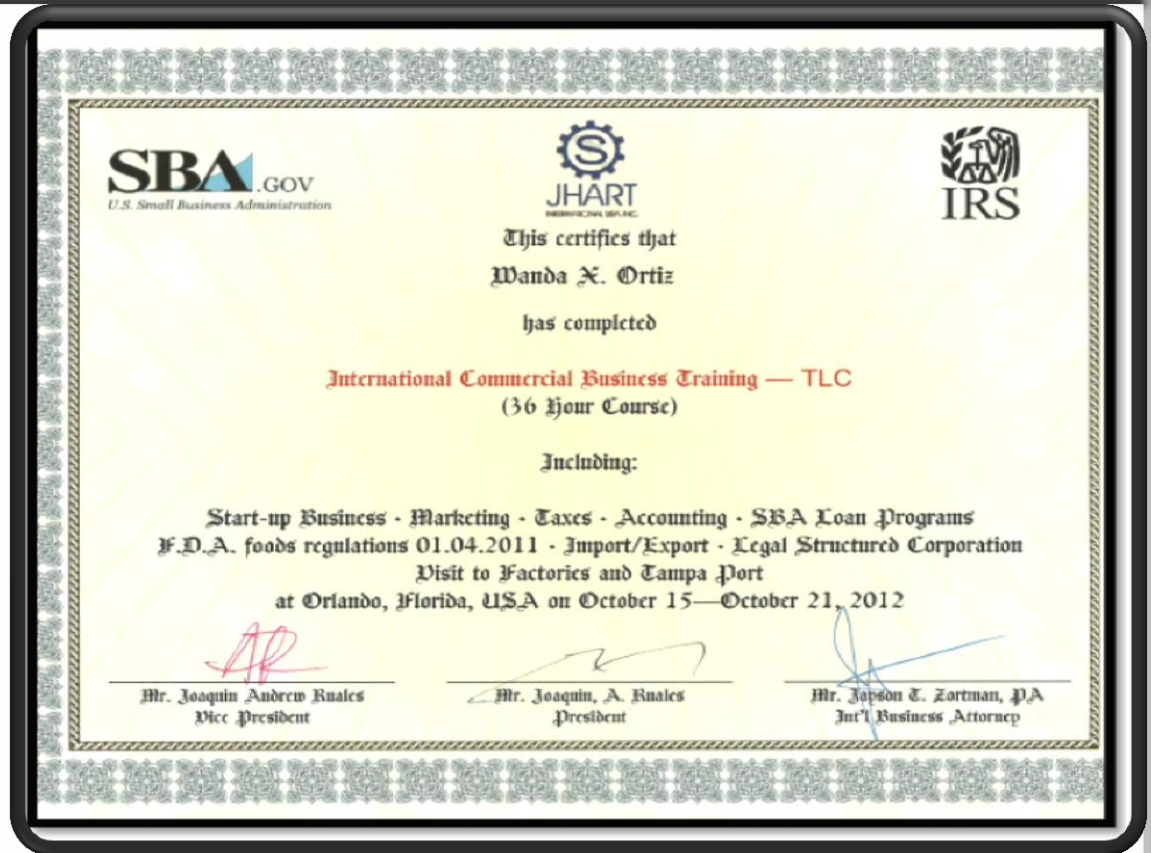 SBA.GOV
U.S. Small Business Administration
JHART
INTERNATIONAL USA, INC.
IRS
This certifies that
Wanda X. Ortiz
has completed
International Commercial Business Training — TLC
(36 Hour Course)
Including:
Start-up Business - Marketing - Taxes - Accounting - SBA Loan Programs
F.D.A. foods regulations 01.04.2011 - Import/Export - Legal Structured Corporation
Visit to Factories and Tampa Port
at Orlando, Florida, USA on October 15—October 21, 2012
Mr. Joaquin Andrew Ruales
Vice President
Mr. Joaquin, A. Ruales
President
Mr. T. Zortman, P.A
Int'l Business Attorney